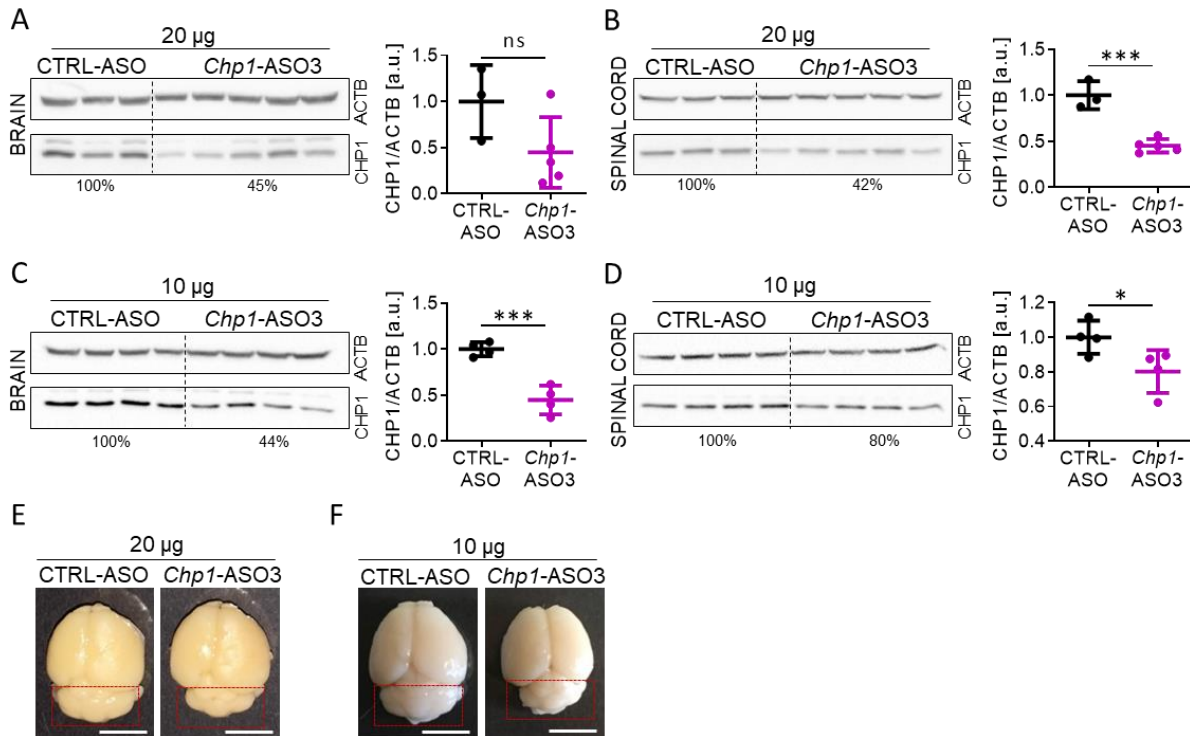 A
20 µg
CTRL-ASO Chp1-ASO3
BRAIN
ACTB
CHP1
100% 45%
CHP1/ACTB [a.u.]
1.5
1.0
0.5
0.0
ns
CTRL-
ASO
Chp1-
ASO3
B
20 µg
CTRL-ASO Chp1-ASO3
SPINAL CORD
ACTB
CHP1
100% 42%
CHP1/ACTB [a.u.]
1.5
1.0
0.5
0.0
***
CTRL-
ASO
Chp1-
ASO3
C
10 µg
CTRL-ASO Chp1-ASO3
BRAIN
ACTB
CHP1
100% 44%
CHP1/ACTB [a.u.]
1.5
1.0
0.5
0.0
***
CTRL-
ASO
Chp1-
ASO3
D
10 µg
CTRL-ASO Chp1-ASO3
SPINAL CORD
ACTB
CHP1
100% 80%
CHP1/ACTB [a.u.]
1.2
1.0
0.8
0.6
0.4
*
CTRL-
ASO
Chp1-
ASO3
E
20 µg
CTRL-ASO Chp1-ASO3
F
10 µg
CTRL-ASO Chp1-ASO3